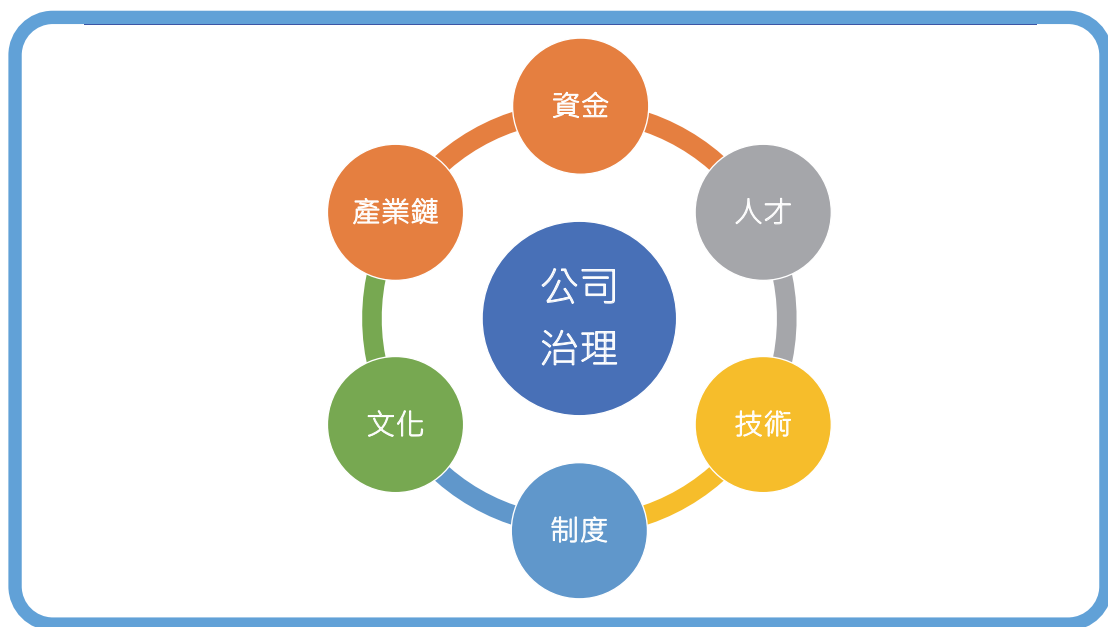 資金
產業鏈
人才
公司
治理
文化
技術
制度